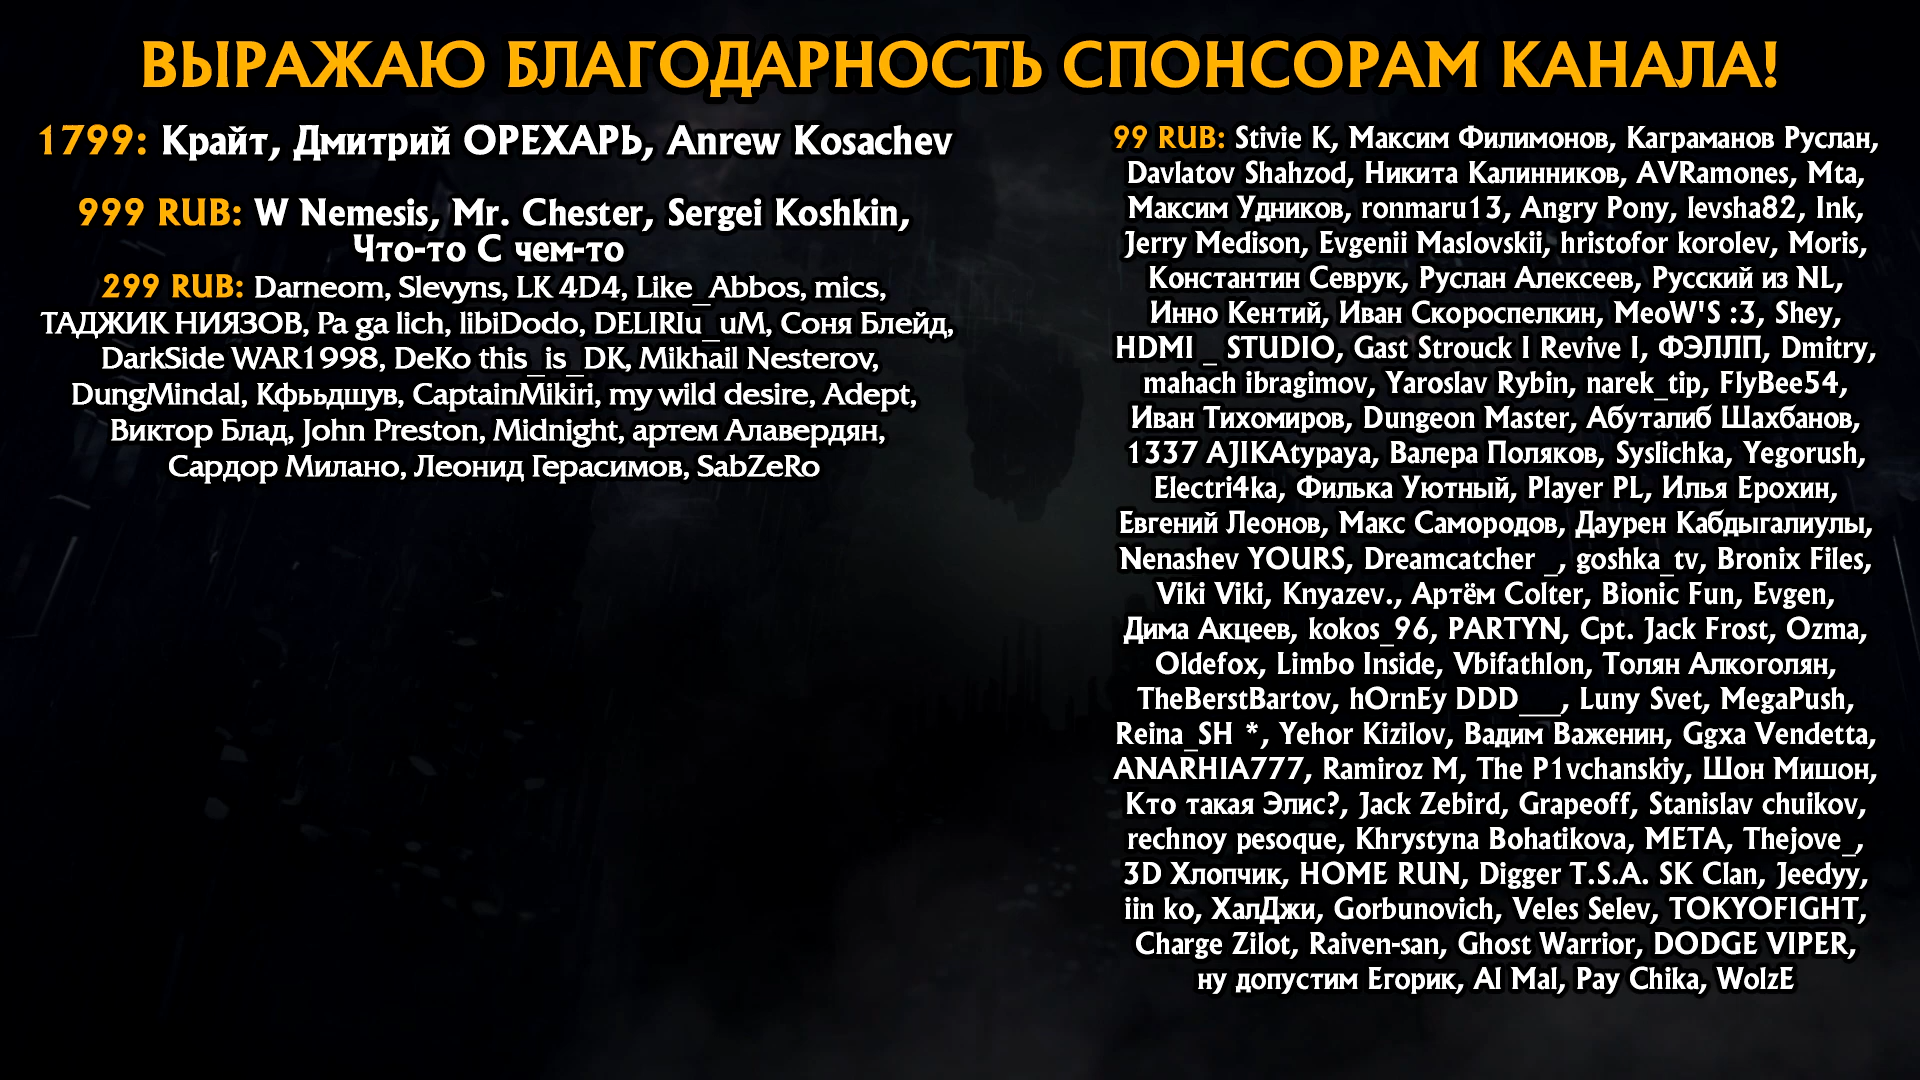 ВЫРАЖАЮ БЛАГОДАРНОСТЬ СПОНСОРАМ КАНАЛА!
1799: Крайт, Дмитрий ОРЕХАРЬ, Anrew Kosachev
999 RUB: W Nemesis, Mr. Chester, Sergei Koshkin,
Что-то С чем-то
299 RUB: Darneom, Slevyns, LK 4D4, Like_Abbos, mics,
ТАДЖИК НИЯЗОВ, Pa ga lich, libiDodo, DELIRIu_uM, Соня Блейд,
DarkSide WAR1998, DeKo this_is_DK, Mikhail Nesterov,
DungMindal, Кфььдшув, CaptainMikiri, my wild desire, Adept,
Виктор Блад, John Preston, Midnight, артем Алавердян,
Сардор Милано, Леонид Герасимов, SabZeRo
99 RUB: Stivie K, Максим Филимонов, Каграманов Руслан,
Davlatov Shahzod, Никита Калинников, AVRamones, Mta,
Максим Удников, ronmaru13, Angry Pony, levsha82, Ink,
Jerry Medison, Evgenii Maslovskii, hristofor korolev, Moris,
Константин Севрук, Руслан Алексеев, Русский из NL,
Инно Кентий, Иван Скороспелкин, MeoW'S :3, Shey,
HDMI _ STUDIO, Gast Strouck I Revive I, ФЭЛЛП, Dmitry,
mahach ibragimov, Yaroslav Rybin, narek_tip, FlyBee54,
Иван Тихомиров, Dungeon Master, Абуталиб Шахбанов,
1337 AJIKAtypaya, Валера Поляков, Syslichka, Yegorush,
Electri4ka, Филька Уютный, Player PL, Илья Ерохин,
Евгений Леонов, Макс Самородов, Даурен Кабдыгалиулы,
Nenashev YOURS, Dreamcatcher _, goshka_tv, Bronix Files,
Viki Viki, Knyazev., Артём Colter, Bionic Fun, Evgen,
Дима Акцеев, kokos_96, PARTYN, Cpt. Jack Frost, Ozma,
Oldefox, Limbo Inside, Vbifathlon, Толян Алкоголян,
TheBerstBartov, hOrnEy DDD___, Luny Svet, MegaPush,
Reina_SH *, Yehor Kizilov, Вадим Важенин, Ggxa Vendetta,
ANARHIA777, Ramiroz M, The P1vchanskiy, Шон Мишон,
Кто такая Элис?, Jack Zebird, Grapeoff, Stanislav chuikov,
rechnoy pesoque, Khrystyna Bohatikova, META, Thejove_,
3D Хлопчик, HOME RUN, Digger T.S.A. SK Clan, Jeedyy,
iin ko, ХалДжи, Gorbunovich, Veles Selev, TOKYOFIGHT,
Charge Zilot, Raiven-san, Ghost Warrior, DODGE VIPER,
ну допустим Егорик, Al Mal, Pay Chika, WolzE